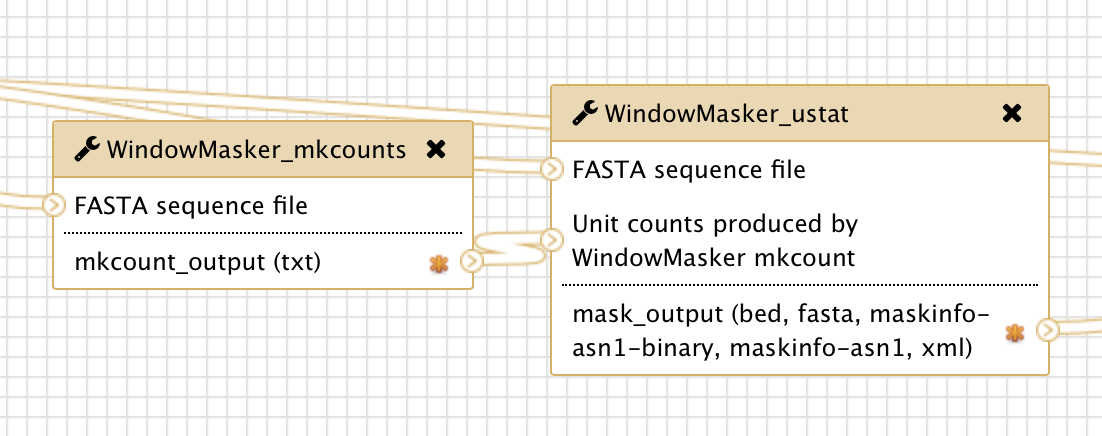 WindowMasker_mkcounts
FASTA sequence file
mkcount_output (txt)
WindowMasker_ustat
FASTA sequence file
Unit counts produced by
WindowMasker mkcount
mask_output (bed, fasta, maskinfo-
asn1-binary, maskinfo-asn1, xml)